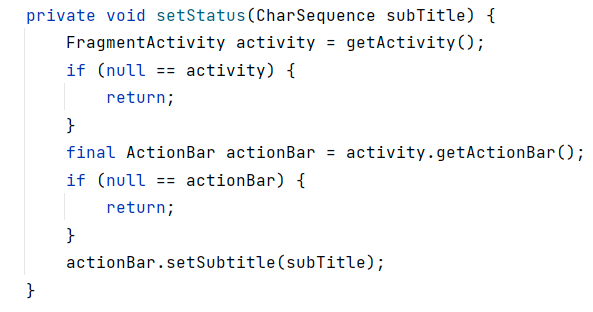 private void setStatus(CharSequence subTitle) {
    FragmentActivity activity = getActivity();
    if (null == activity) {
        return;
    }
    final ActionBar actionBar = activity.getActionBar();
    if (null == actionBar) {
        return;
    }
    actionBar.setSubtitle(subTitle);
}